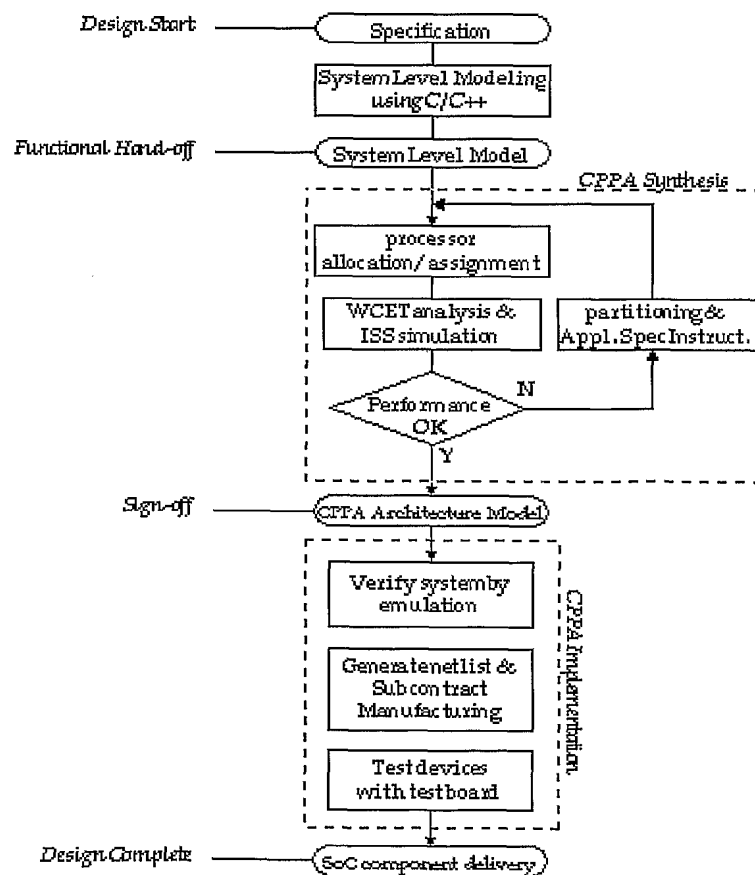 Design Start
Specification
System Level Modeling
using C/C++
Functional Hand-off
System Level Model
CPPA Synthesis
processor
allocation/assignment
WCET analysis &
ISS simulation
partitioning &
Appl.Spec Instruct.
Performance
OK
N
Y
Sign-off
CPPA Architecture Model
Verify system by
emulation
Generate netlist &
Subcontract
Manufacturing
CPPA Implementation
Test devices
with testboard
Design Complete
SoC component delivery